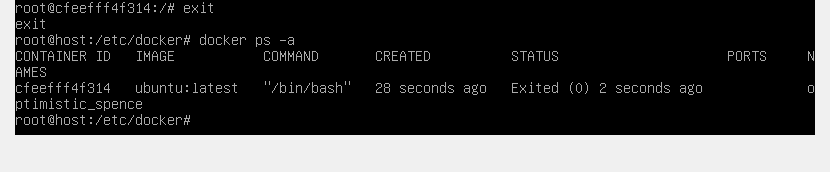 root@cfeefff4f314:/# exit
exit
root@host:/etc/docker# docker ps -a
CONTAINER ID   IMAGE           COMMAND       CREATED          STATUS                     PORTS     N
AMES
cfeefff4f314   ubuntu:latest   "/bin/bash"   28 seconds ago   Exited (0) 2 seconds ago             o
ptimistic_spence
root@host:/etc/docker#